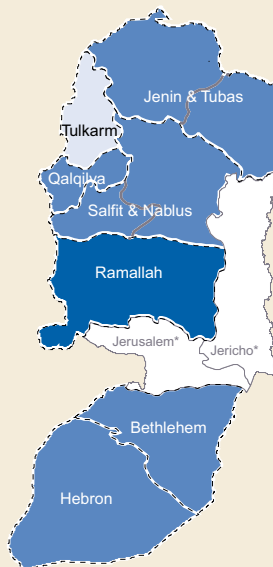 Jenin & Tubas
Tulkarm
Qalqilya
Salfit & Nablus
Ramallah
Jerusalem*
Jericho*
Bethlehem
Hebron